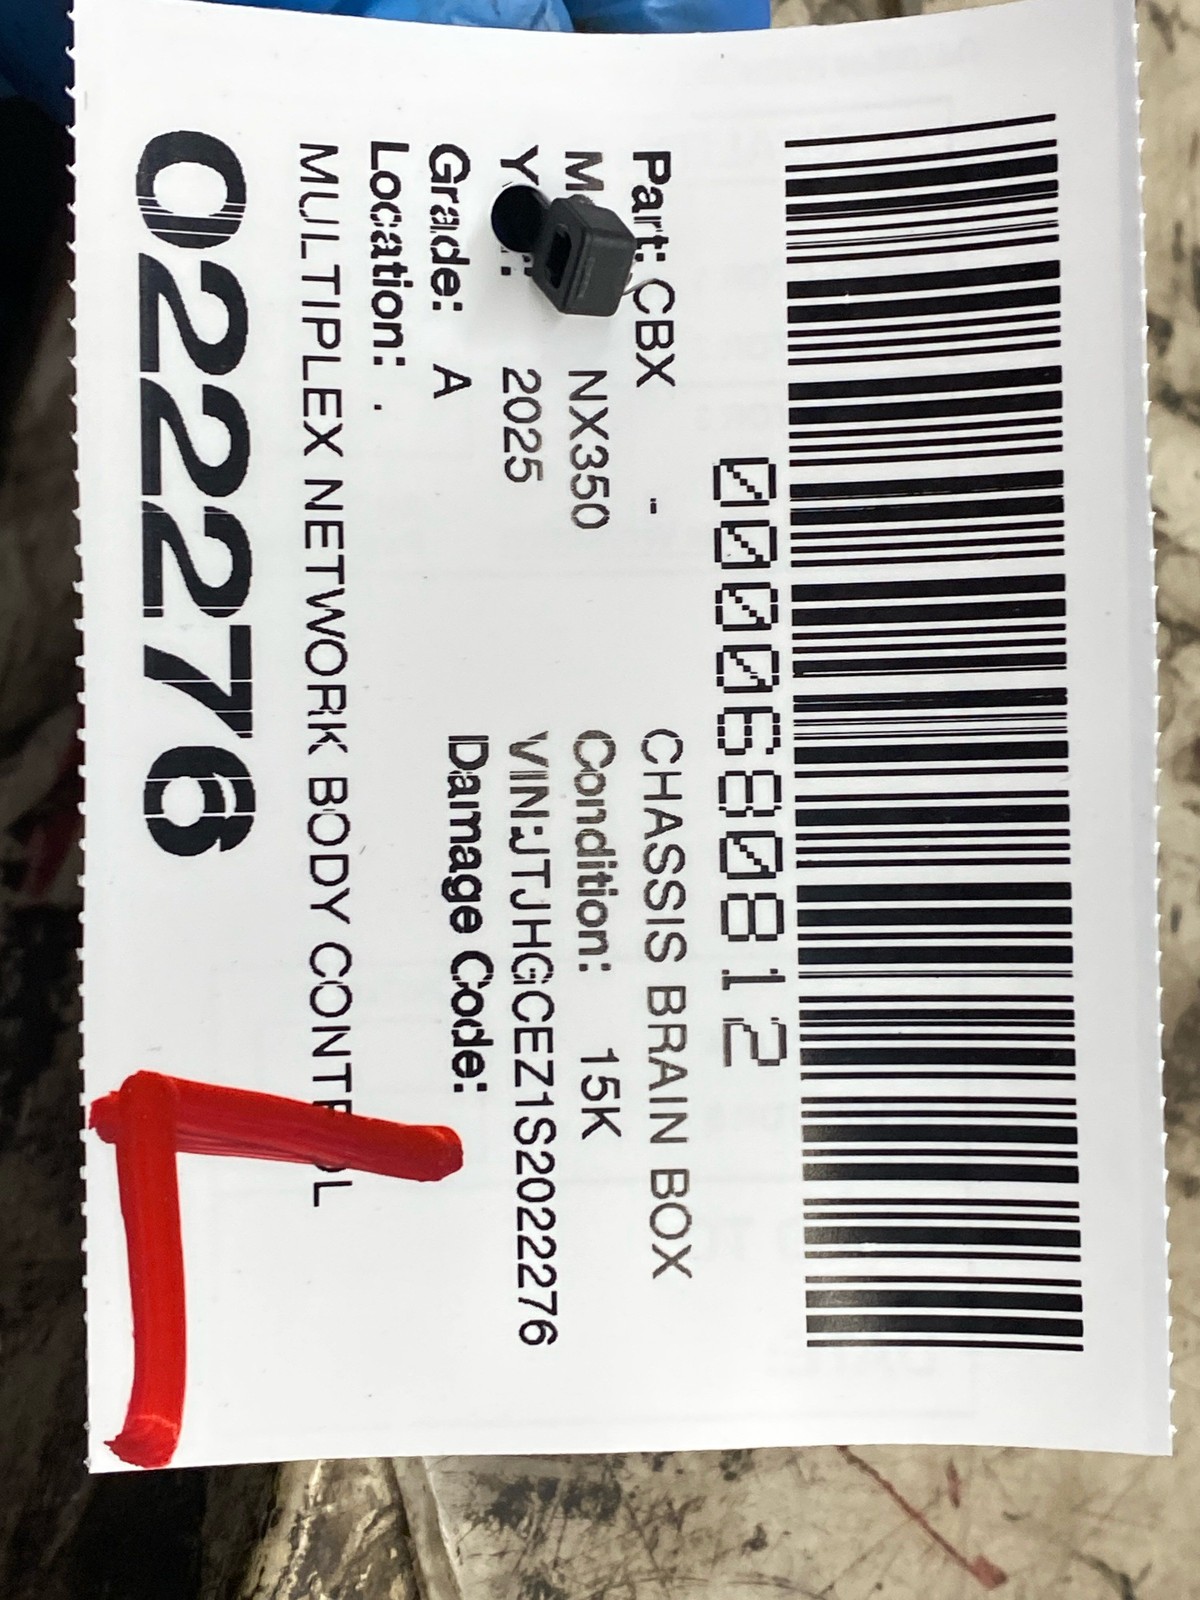 0000680812
Part: CBX - CHASSIS BRAIN BOX
NX350 Condition: 15K
2025 VIN:JTJHGCEZ1S2022276
Grade: A Damage Code:
Location: .
MULTIPLEX NETWORK BODY CONTROL
022276
L